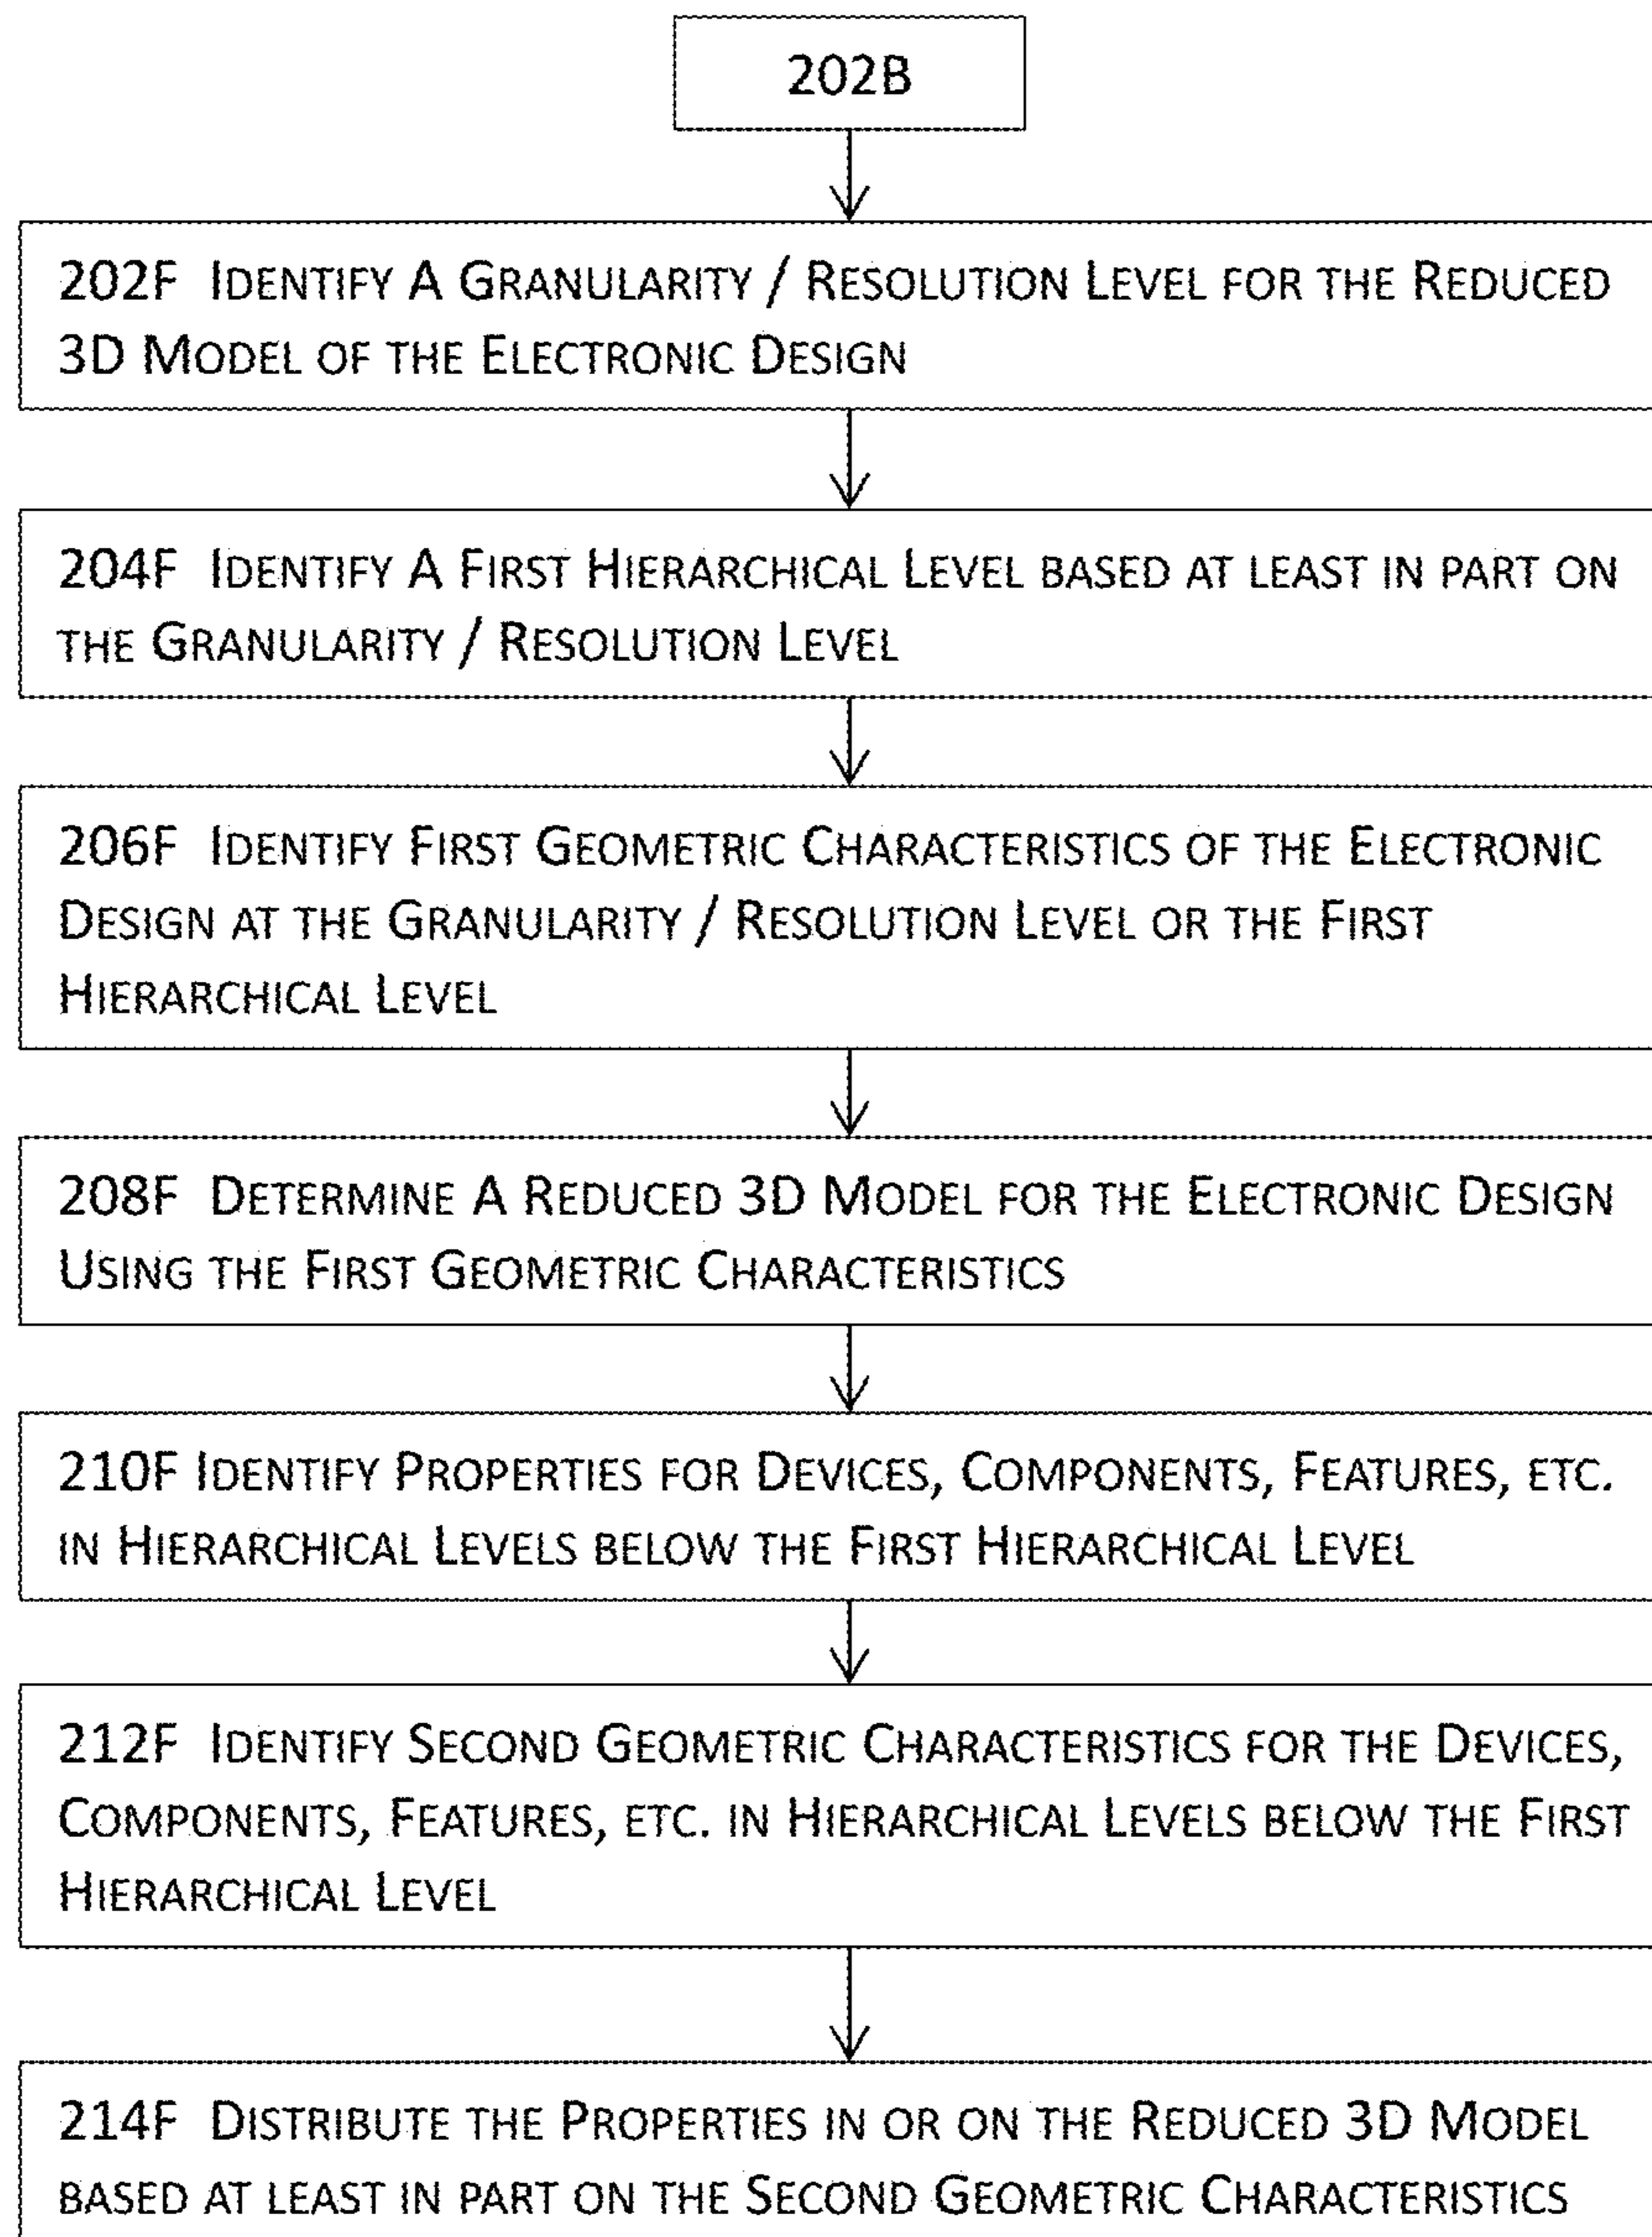 202B
202F IDENTIFY A GRANULARITY / RESOLUTION LEVEL FOR THE REDUCED
3D MODEL OF THE ELECTRONIC DESIGN
204F IDENTIFY A FIRST HIERARCHICAL LEVEL BASED AT LEAST IN PART ON
THE GRANULARITY / RESOLUTION LEVEL
206F IDENTIFY FIRST GEOMETRIC CHARACTERISTICS OF THE ELECTRONIC
DESIGN AT THE GRANULARITY / RESOLUTION LEVEL OR THE FIRST
HIERARCHICAL LEVEL
208F DETERMINE A REDUCED 3D MODEL FOR THE ELECTRONIC DESIGN
USING THE FIRST GEOMETRIC CHARACTERISTICS
210F IDENTIFY PROPERTIES FOR DEVICES, COMPONENTS, FEATURES, ETC.
IN HIERARCHICAL LEVELS BELOW THE FIRST HIERARCHICAL LEVEL
212F IDENTIFY SECOND GEOMETRIC CHARACTERISTICS FOR THE DEVICES,
COMPONENTS, FEATURES, ETC. IN HIERARCHICAL LEVELS BELOW THE FIRST
HIERARCHICAL LEVEL
214F DISTRIBUTE THE PROPERTIES IN OR ON THE REDUCED 3D MODEL
BASED AT LEAST IN PART ON THE SECOND GEOMETRIC CHARACTERISTICS